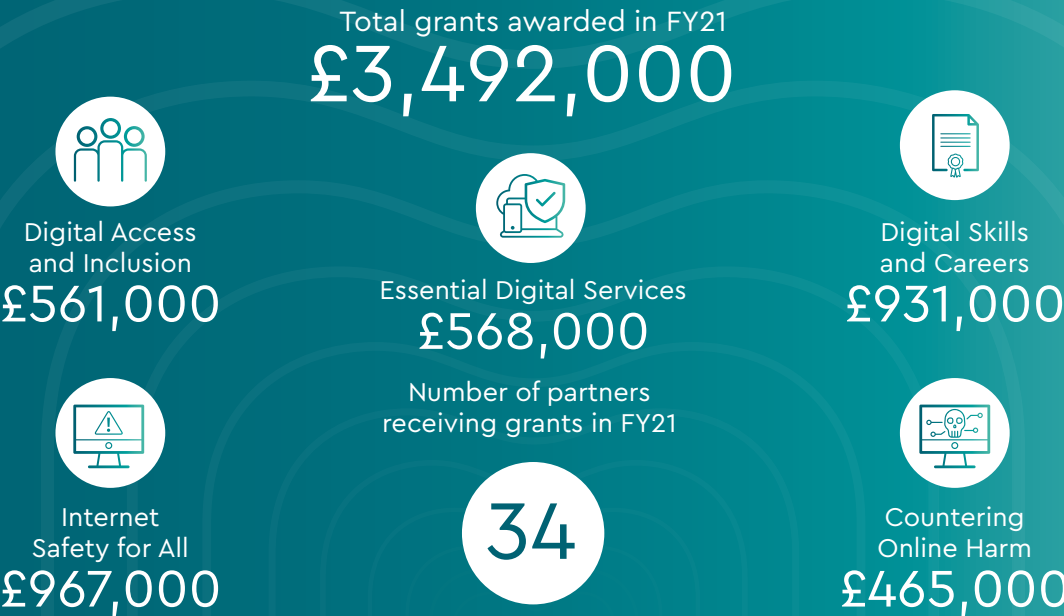 Total grants awarded in FY21
£3,492,000
Digital Access
and Inclusion
£561,000
Essential Digital Services
£568,000
Digital Skills
and Careers
£931,000
Number of partners
receiving grants in FY21
34
Internet
Safety for All
£967,000
Countering
Online Harm
£465,000